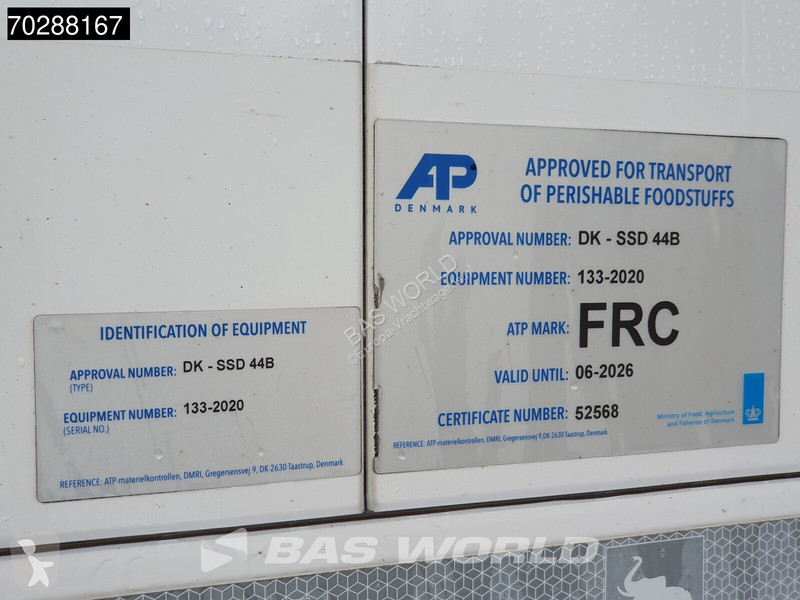 70288167
ATP
DENMARK
APPROVED FOR TRANSPORT
OF PERISHABLE FOODSTUFFS
APPROVAL NUMBER: DK - SSD 44B
EQUIPMENT NUMBER: 133-2020
ATP MARK: FRC
VALID UNTIL: 06-2026
CERTIFICATE NUMBER: 52568
Ministry of Food, Agriculture
and Fisheries of Denmark
REFERENCE: ATP-materielkontrollen, DMRI, Gregersensvej 9, DK-2630 Taastrup, Denmark
IDENTIFICATION OF EQUIPMENT
APPROVAL NUMBER: DK - SSD 44B
(TYPE)
EQUIPMENT NUMBER: 133-2020
(SERIAL NO.)
REFERENCE: ATP-materielkontrollen, DMRI, Gregersensvej 9, DK-2630 Taastrup, Denmark
BAS WORLD
©Europa-Vrachtwagens
BAS WORLD